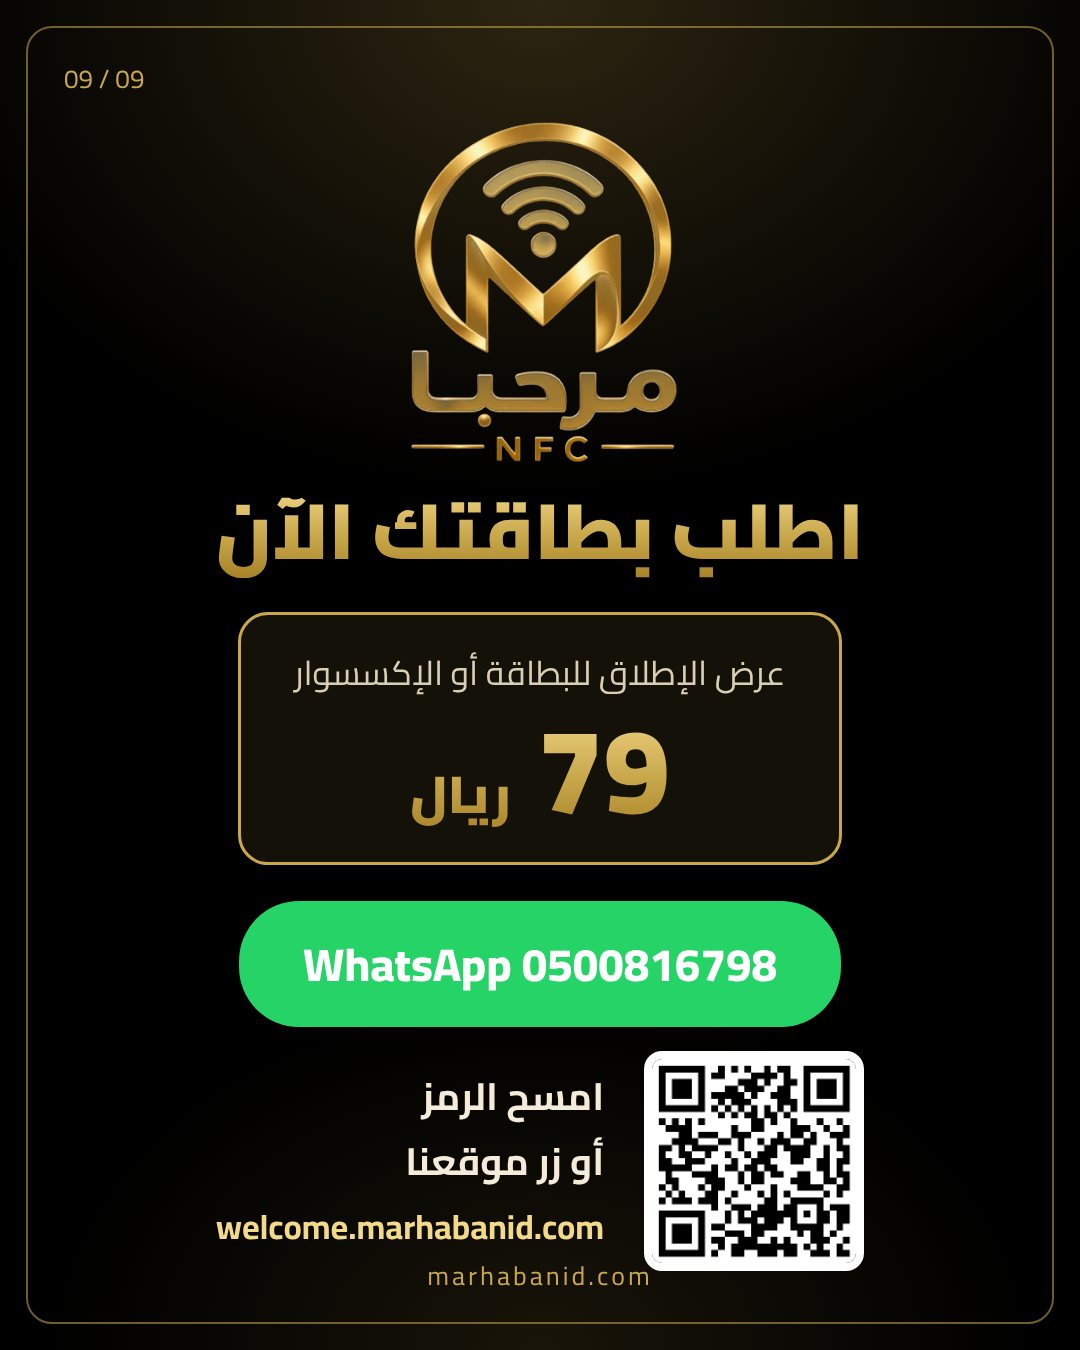 09 / 09
مرحبا
NFC
اطلب بطاقتك الآن
عرض الإطلاق للبطاقة أو الإكسسوار
79 ريال
WhatsApp 0500816798
امسح الرمز
أو زر موقعنا
welcome.marhabanid.com
marhabanid.com